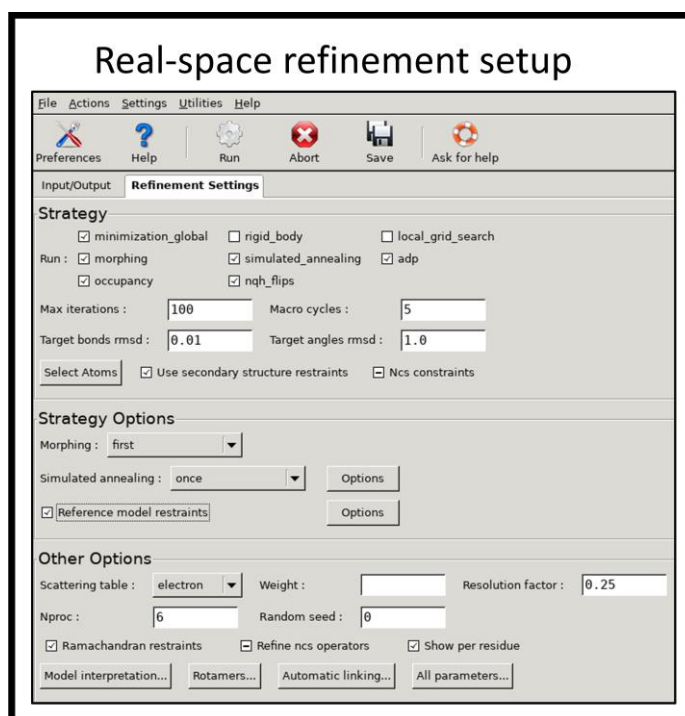 Real-space refinement setup
File Actions Settings Utilities Help
Preferences Help Run Abort Save Ask for help
Input/Output Refinement Settings
Strategy
minimization_global rigid_body local_grid_search
Run : morphing simulated_annealing adp
occupancy nqh_flips
Max iterations : 100 Macro cycles : 5
Target bonds rmsd : 0.01 Target angles rmsd : 1.0
Select Atoms Use secondary structure restraints Ncs constraints
Strategy Options
Morphing : first
Simulated annealing : once Options
Reference model restraints Options
Other Options
Scattering table : electron Weight : Resolution factor : 0.25
Nproc : 6 Random seed : 0
Ramachandran restraints Refine ncs operators Show per residue
Model interpretation... Rotamers... Automatic linking... All parameters...